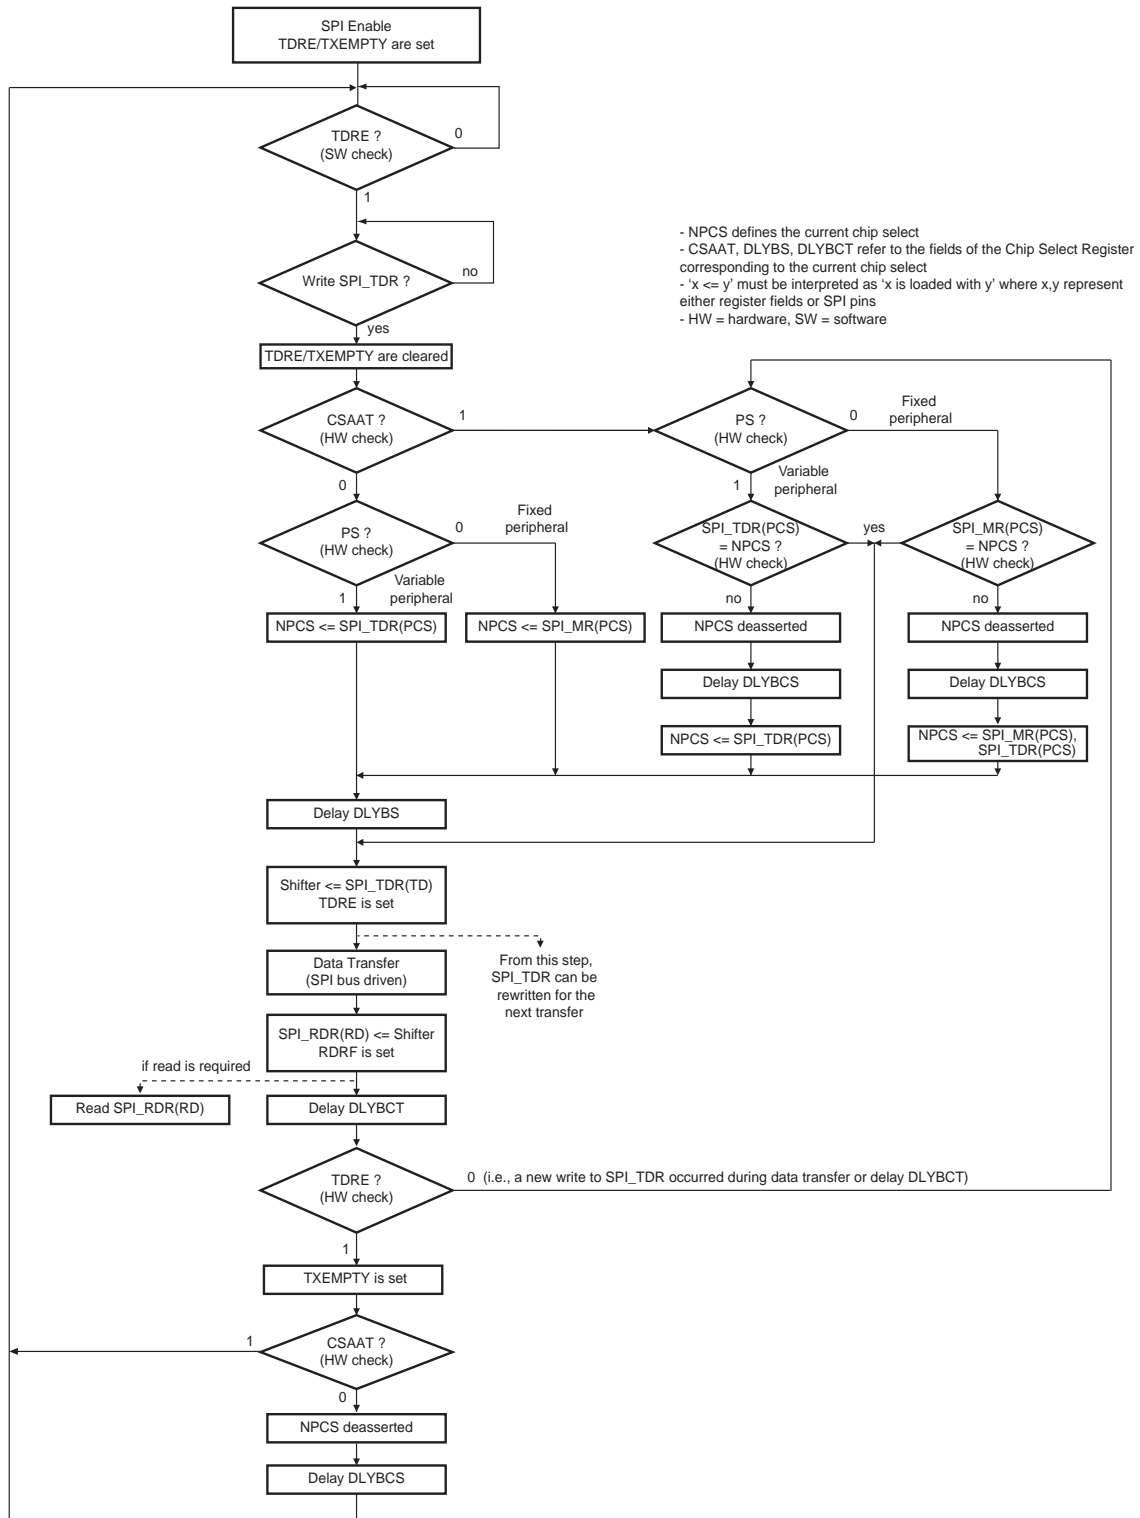 SPI Enable
TDRE/TXEMPTY are set
TDRE ?
(SW check)
0
1
Write SPI_TDR ?
no
yes
- NPCS defines the current chip select
- CSAAT, DLYBS, DLYBCT refer to the fields of the Chip Select Register
corresponding to the current chip select
- ‘x <= y’ must be interpreted as ‘x is loaded with y’ where x,y represent
either register fields or SPI pins
- HW = hardware, SW = software
TDRE/TXEMPTY are cleared
CSAAT ?
(HW check)
1
0
PS ?
(HW check)
0
Fixed
peripheral
1
Variable
peripheral
PS ?
(HW check)
0
Fixed
peripheral
1
Variable
peripheral
SPI_TDR(PCS)
= NPCS ?
(HW check)
yes
no
SPI_MR(PCS)
= NPCS ?
(HW check)
no
NPCS <= SPI_TDR(PCS)
NPCS <= SPI_MR(PCS)
NPCS deasserted
NPCS deasserted
Delay DLYBCS
Delay DLYBCS
NPCS <= SPI_TDR(PCS)
NPCS <= SPI_MR(PCS),
SPI_TDR(PCS)
Delay DLYBS
Shifter <= SPI_TDR(TD)
TDRE is set
Data Transfer
(SPI bus driven)
From this step,
SPI_TDR can be
rewritten for the
next transfer
SPI_RDR(RD) <= Shifter
RDRF is set
if read is required
Read SPI_RDR(RD)
Delay DLYBCT
TDRE ?
(HW check)
0 (i.e., a new write to SPI_TDR occurred during data transfer or delay DLYBCT)
1
TXEMPTY is set
CSAAT ?
(HW check)
1
0
NPCS deasserted
Delay DLYBCS